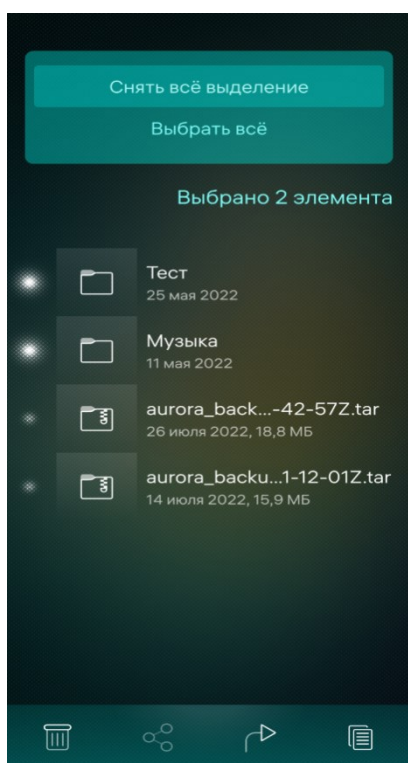 Снять всё выделение
Выбрать всё
Выбрано 2 элемента
Тест
25 мая 2022
Музыка
11 мая 2022
aurora_back...-42-57Z.tar
26 июля 2022, 18,8 МБ
aurora_backu...1-12-01Z.tar
14 июля 2022, 15,9 МБ